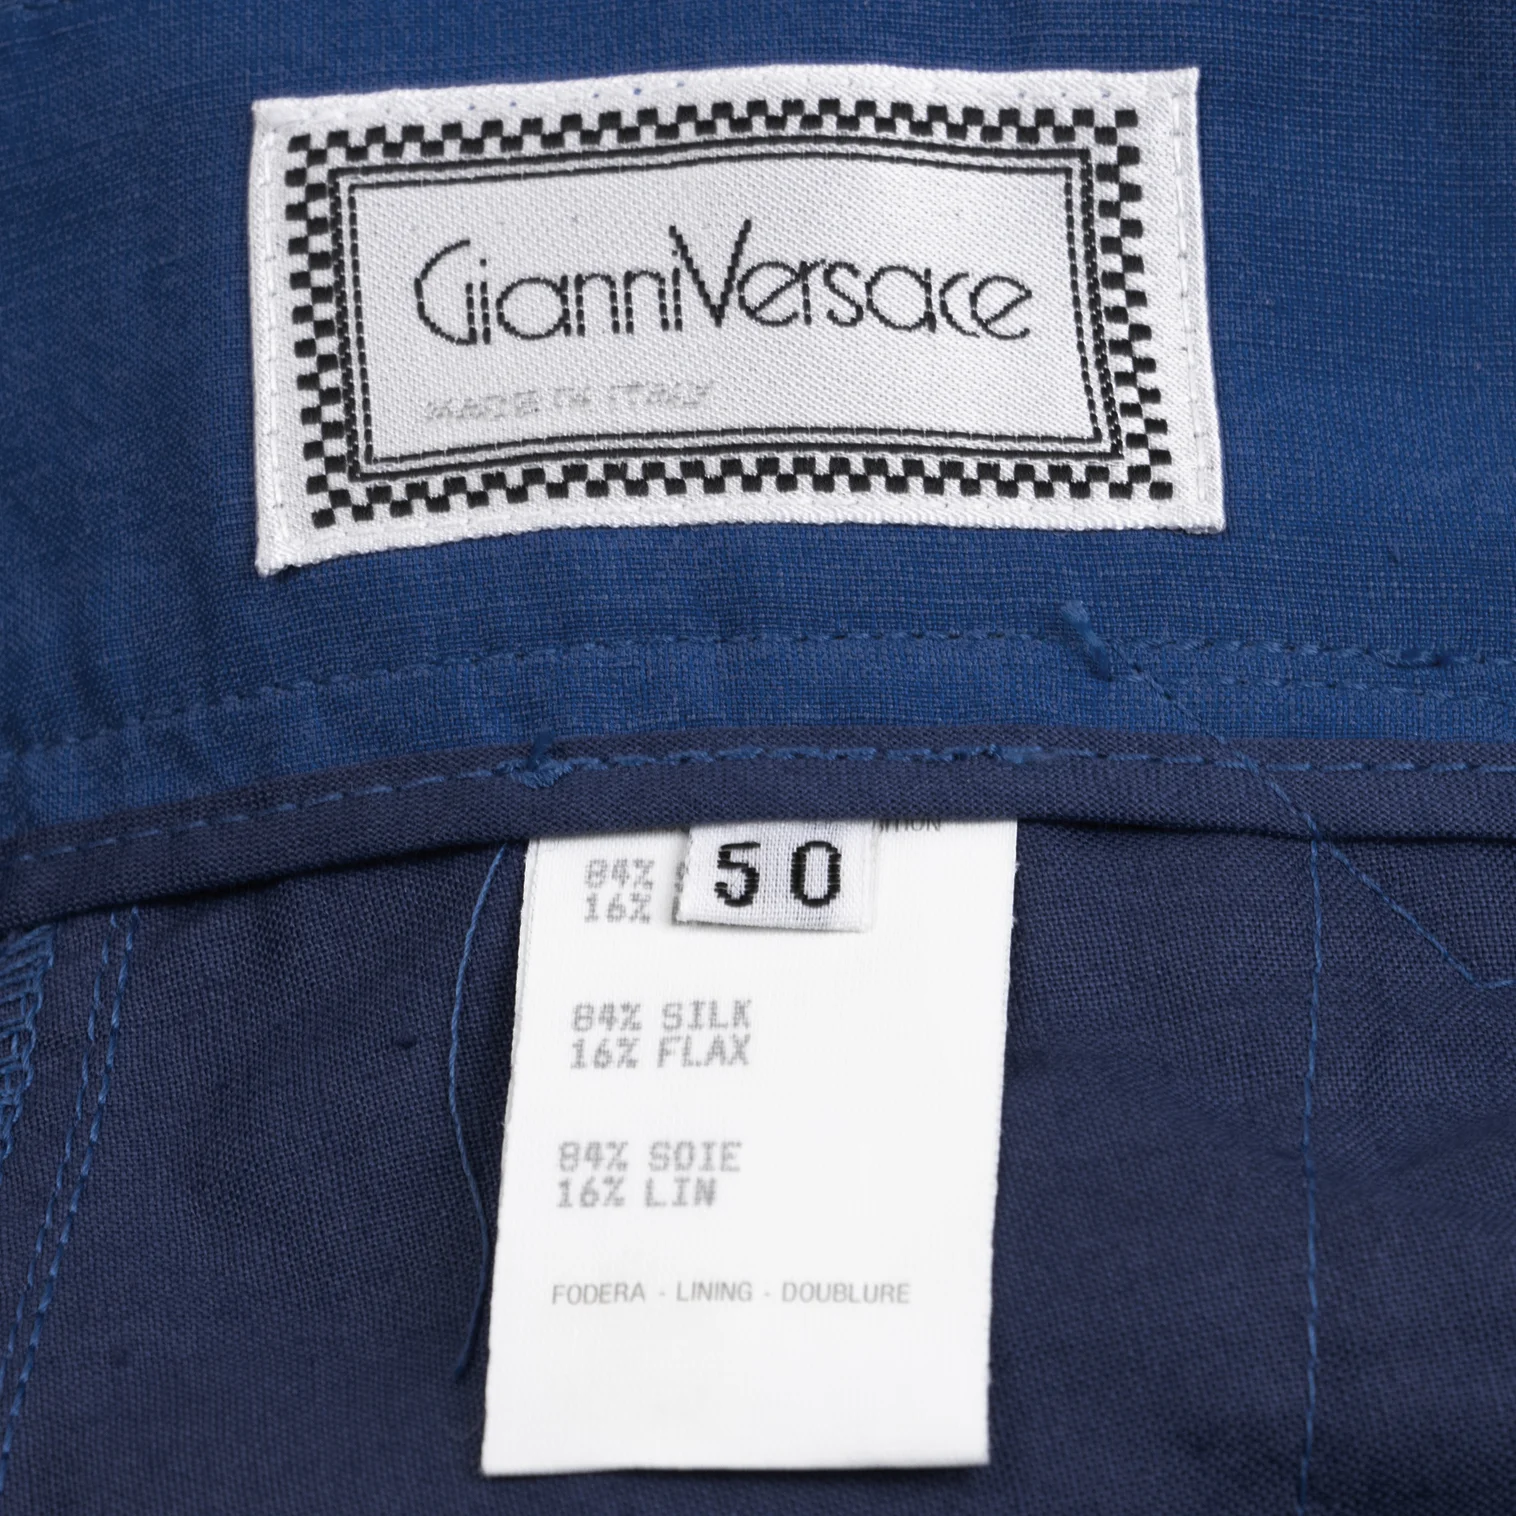 GianniVersace
MADE IN ITALY
50
84%
16%
84% SILK
16% FLAX
84% SOIE
16% LIN
FODERA - LINING - DOUBLURE